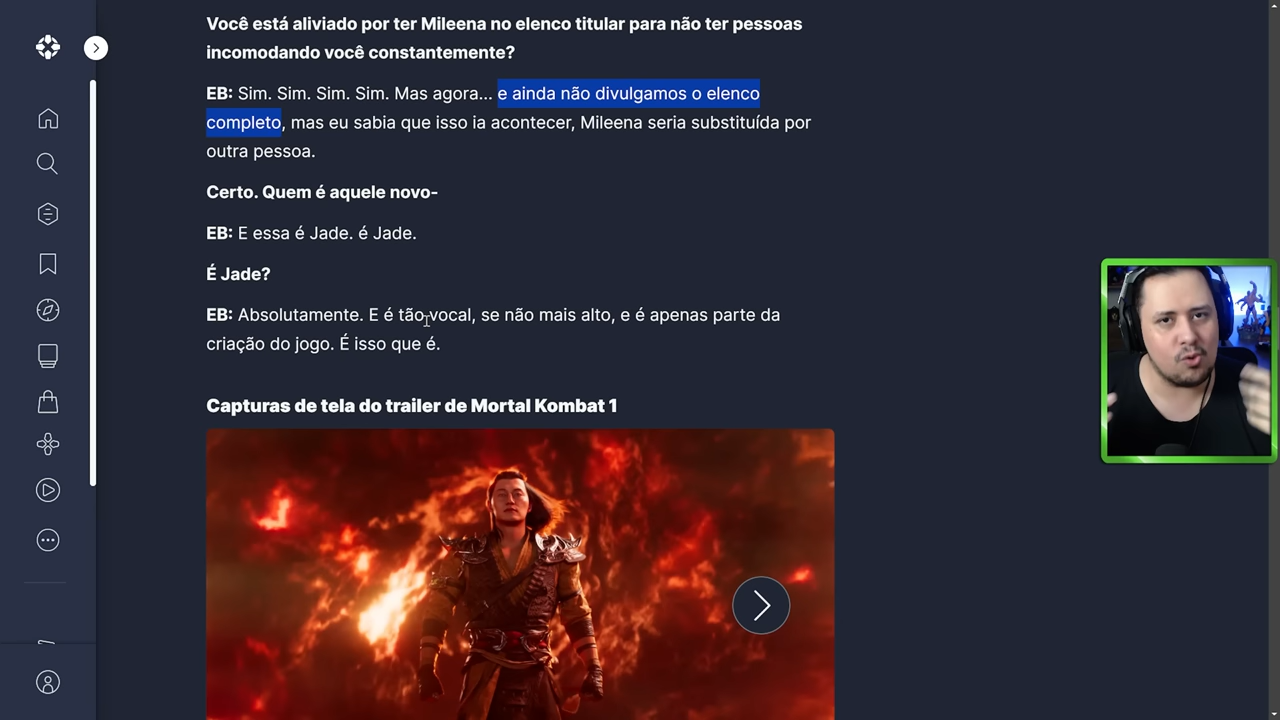 Você está aliviado por ter Mileena no elenco titular para não ter pessoas
incomodando você constantemente?
EB: Sim. Sim. Sim. Sim. Mas agora... e ainda não divulgamos o elenco
completo, mas eu sabia que isso ia acontecer, Mileena seria substituída por
outra pessoa.
Certo. Quem é aquele novo-
EB: E essa é Jade. é Jade.
É Jade?
EB: Absolutamente. E é tão vocal, se não mais alto, e é apenas parte da
criação do jogo. É isso que é.
Capturas de tela do trailer de Mortal Kombat 1